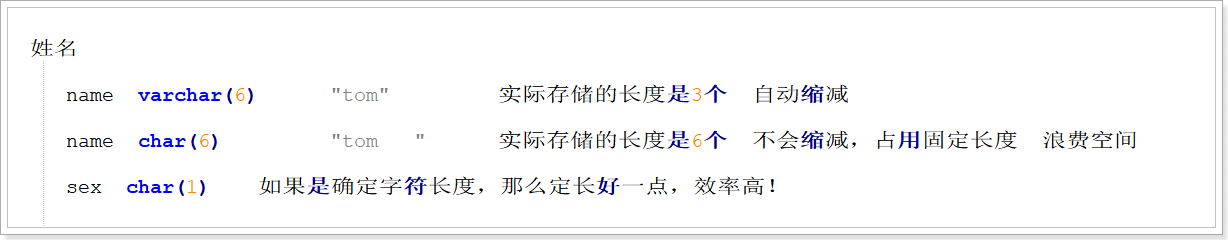 姓名
name varchar(6) "tom" 实际存储的长度是3个 自动缩减
name char(6) "tom   " 实际存储的长度是6个 不会缩减，占用固定长度 浪费空间
sex char(1) 如果是确定字符长度，那么定长好一点，效率高！